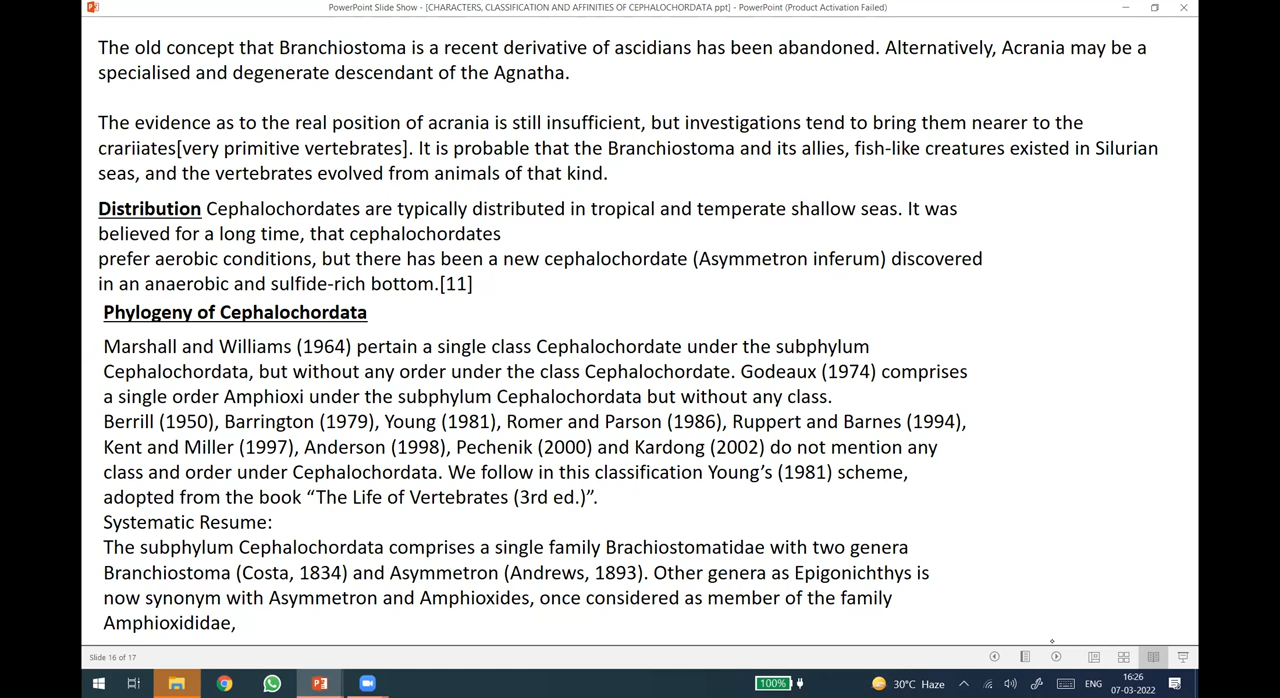 PowerPoint Slide Show - [CHARACTERS, CLASSIFICATION AND AFFINITIES OF CEPHALOCHORDATA ppt] - PowerPoint (Product Activation Failed)
The old concept that Branchiostoma is a recent derivative of ascidians has been abandoned. Alternatively, Acrania may be a
specialised and degenerate descendant of the Agnatha.
The evidence as to the real position of acrania is still insufficient, but investigations tend to bring them nearer to the
crariiates[very primitive vertebrates]. It is probable that the Branchiostoma and its allies, fish-like creatures existed in Silurian
seas, and the vertebrates evolved from animals of that kind.
Distribution Cephalochordates are typically distributed in tropical and temperate shallow seas. It was
believed for a long time, that cephalochordates
prefer aerobic conditions, but there has been a new cephalochordate (Asymmetron inferum) discovered
in an anaerobic and sulfide-rich bottom.[11]
Phylogeny of Cephalochordata
Marshall and Williams (1964) pertain a single class Cephalochordate under the subphylum
Cephalochordata, but without any order under the class Cephalochordate. Godeaux (1974) comprises
a single order Amphioxi under the subphylum Cephalochordata but without any class.
Berrill (1950), Barrington (1979), Young (1981), Romer and Parson (1986), Ruppert and Barnes (1994),
Kent and Miller (1997), Anderson (1998), Pechenik (2000) and Kardong (2002) do not mention any
class and order under Cephalochordata. We follow in this classification Young’s (1981) scheme,
adopted from the book “The Life of Vertebrates (3rd ed.)”.
Systematic Resume:
The subphylum Cephalochordata comprises a single family Brachiostomatidae with two genera
Branchiostoma (Costa, 1834) and Asymmetron (Andrews, 1893). Other genera as Epigonichthys is
now synonym with Asymmetron and Amphioxides, once considered as member of the family
Amphioxididae,
Slide 16 of 17
100%
30°C Haze
ENG
16:26
07-03-2022